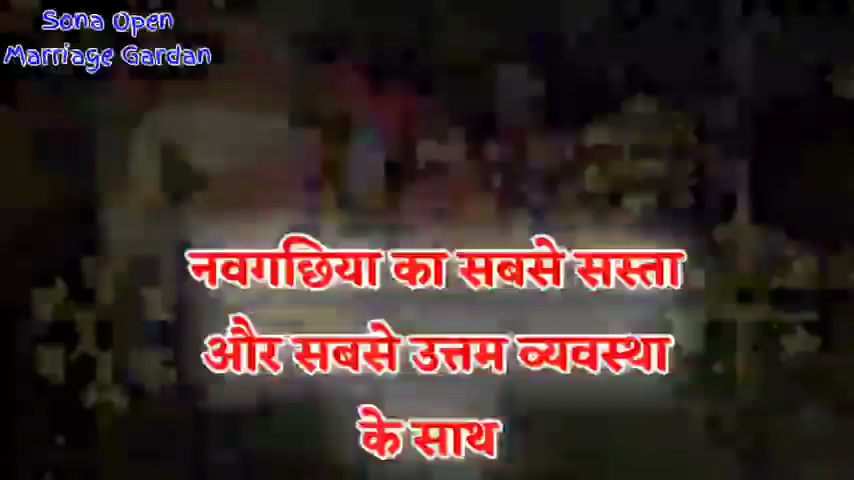 Sona Open
Marriage Gardan
नवगछिया का सबसे सस्ता
और सबसे उत्तम व्यवस्था
के साथ